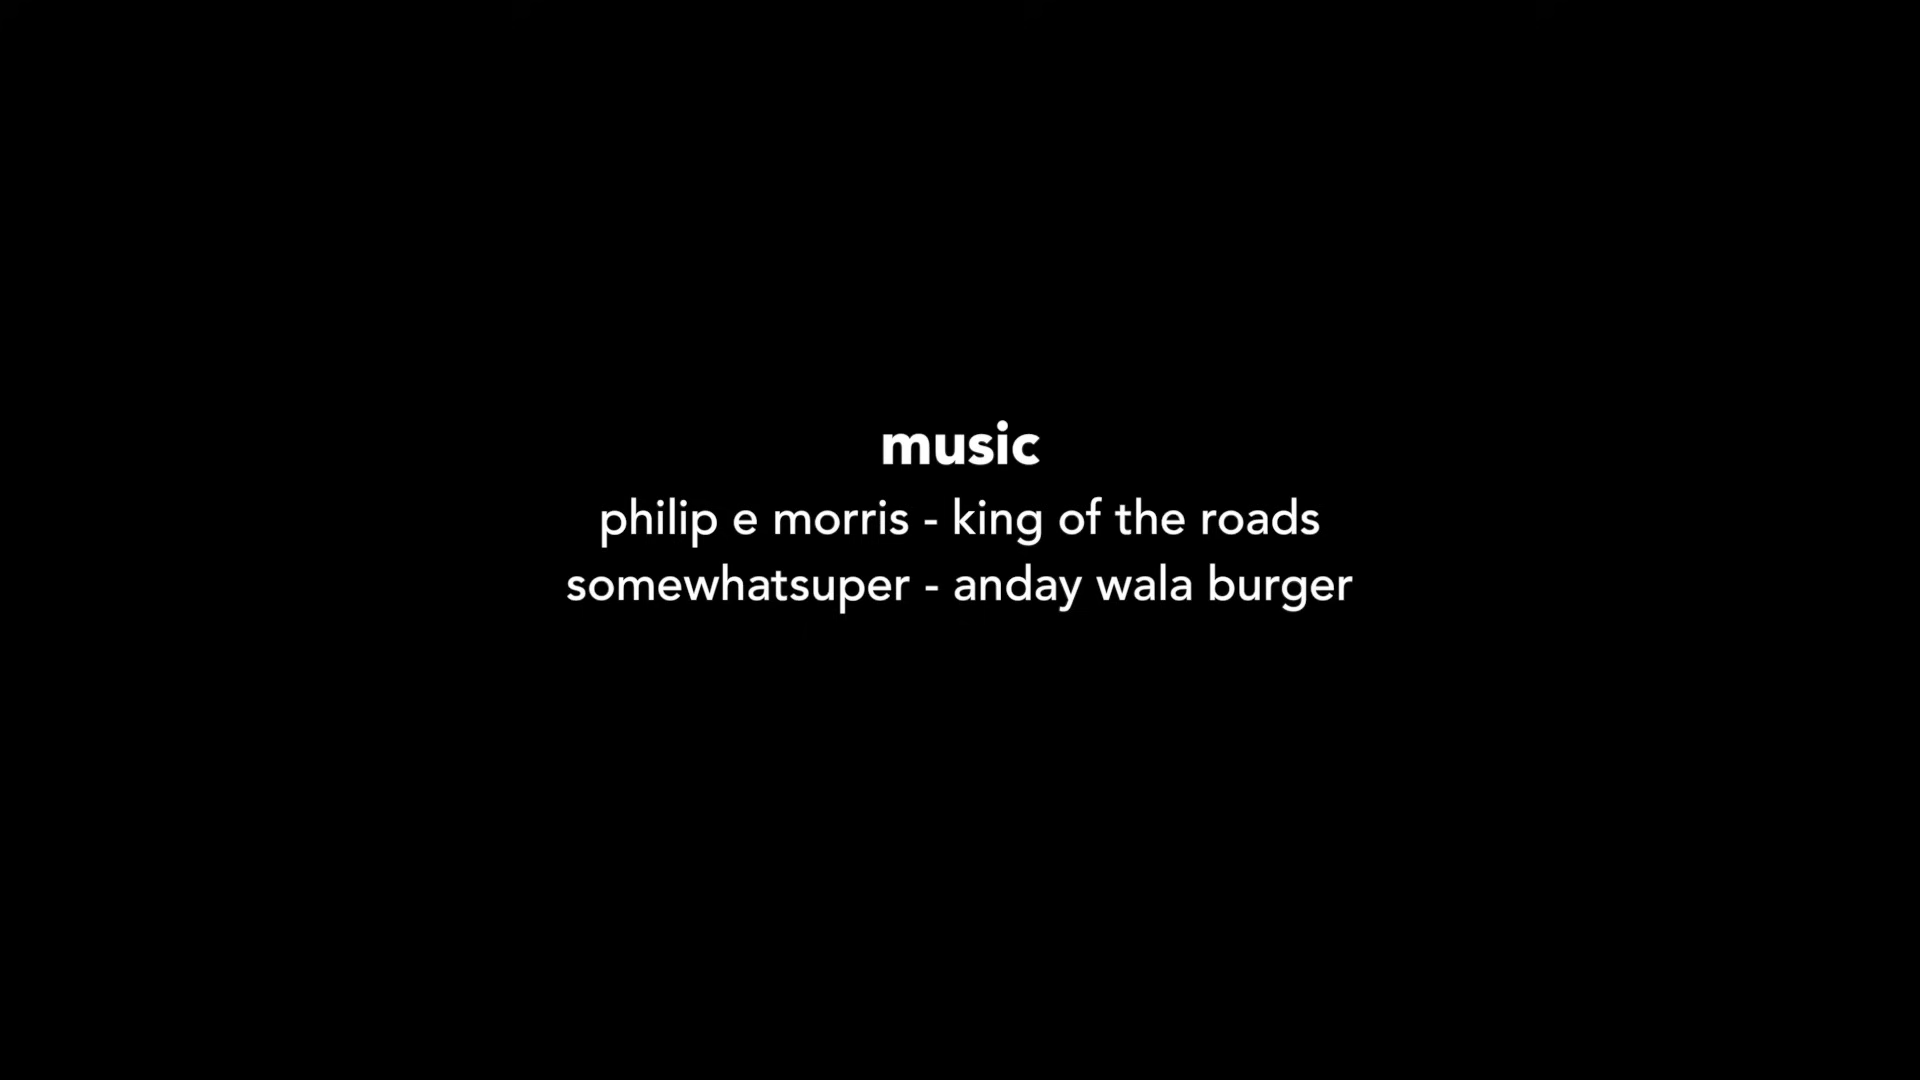 music
philip e morris - king of the roads
somewhatsuper - anday wala burger